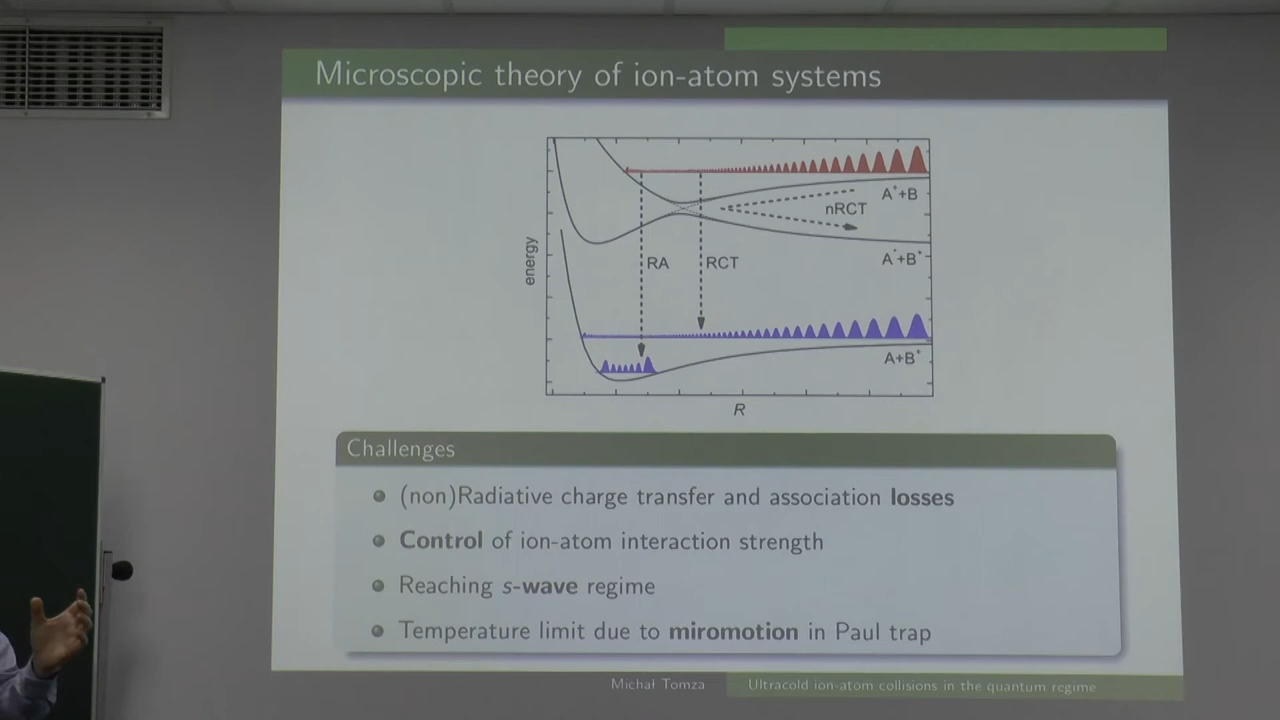 Microscopic theory of ion-atom systems
energy
A⁺+B
nRCT
RA
RCT
A*+B⁺
A+B⁺
R
Challenges
(non)Radiative charge transfer and association losses
Control of ion-atom interaction strength
Reaching s-wave regime
Temperature limit due to miromotion in Paul trap
Michał Tomza
Ultracold ion-atom collisions in the quantum regime